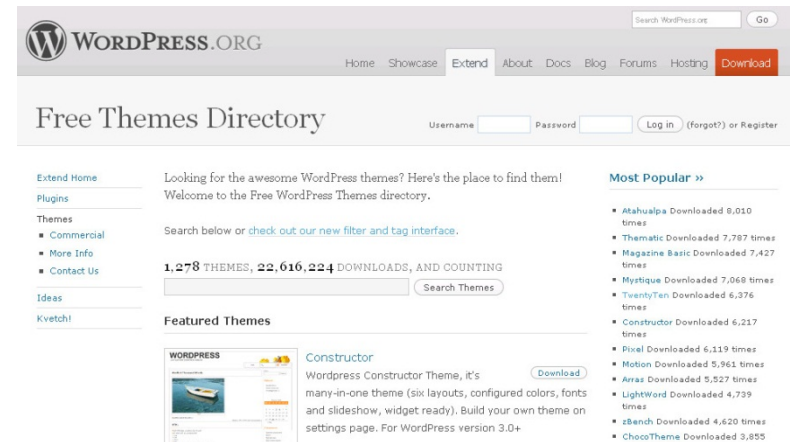 Search WordPress.org
Go
WORDPRESS.ORG
Home Showcase Extend About Docs Blog Forums Hosting Download
Free Themes Directory
Username Password Log in (forgot?) or Register
Extend Home
Plugins
Themes
Commercial
More Info
Contact Us
Ideas
Kvetch!
Looking for the awesome WordPress themes? Here's the place to find them!
Welcome to the Free WordPress Themes directory.
Search below or check out our new filter and tag interface.
1,278 THEMES, 22,616,224 DOWNLOADS, AND COUNTING
Search Themes
Featured Themes
WORDPRESS
Constructor
Download
Wordpress Constructor Theme, it's
many-in-one theme (six layouts, configured colors, fonts
and slideshow, widget ready). Build your own theme on
settings page. For WordPress version 3.0+
Most Popular »
Atahualpa Downloaded 8,010
times
Thematic Downloaded 7,787 times
Magazine Basic Downloaded 7,427
times
Mystique Downloaded 7,068 times
TwentyTen Downloaded 6,376
times
Constructor Downloaded 6,217
times
Pixel Downloaded 6,119 times
Motion Downloaded 5,961 times
Arras Downloaded 5,527 times
LightWord Downloaded 4,739
times
zBench Downloaded 4,620 times
ChocoTheme Downloaded 3,855